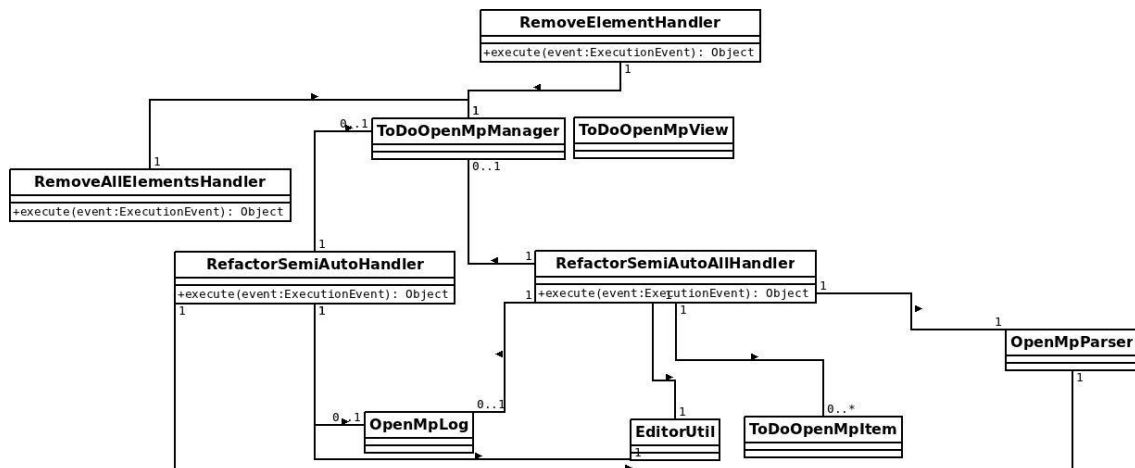 RemoveElementHandler
+execute(event:ExecutionEvent): Object
1
1
0..1
ToDoOpenMpManager
ToDoOpenMpView
1
0..1
RemoveAllElementsHandler
+execute(event:ExecutionEvent): Object
1
1
RefactorSemiAutoHandler
RefactorSemiAutoAllHandler
+execute(event:ExecutionEvent): Object
+execute(event:ExecutionEvent): Object
1
1
1
1
1
1
1
1
OpenMpParser
1
0..1
0..*
0..1
OpenMpLog
1
EditorUtil
ToDoOpenMpItem
1